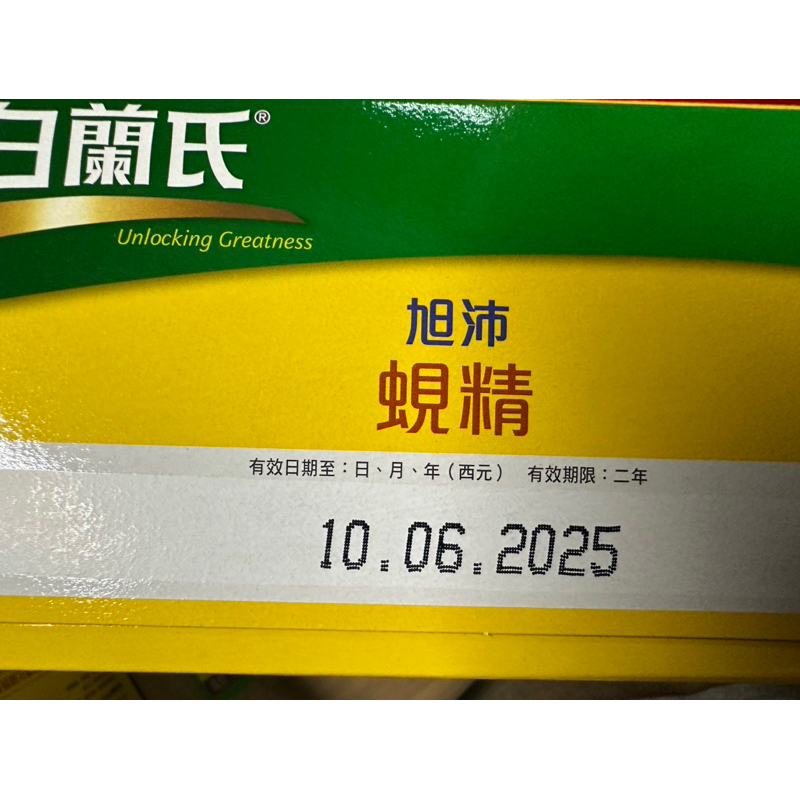 白蘭氏®
Unlocking Greatness
旭沛
蜆精
有效日期至：日、月、年（西元） 有效期限：二年
10.06.2025